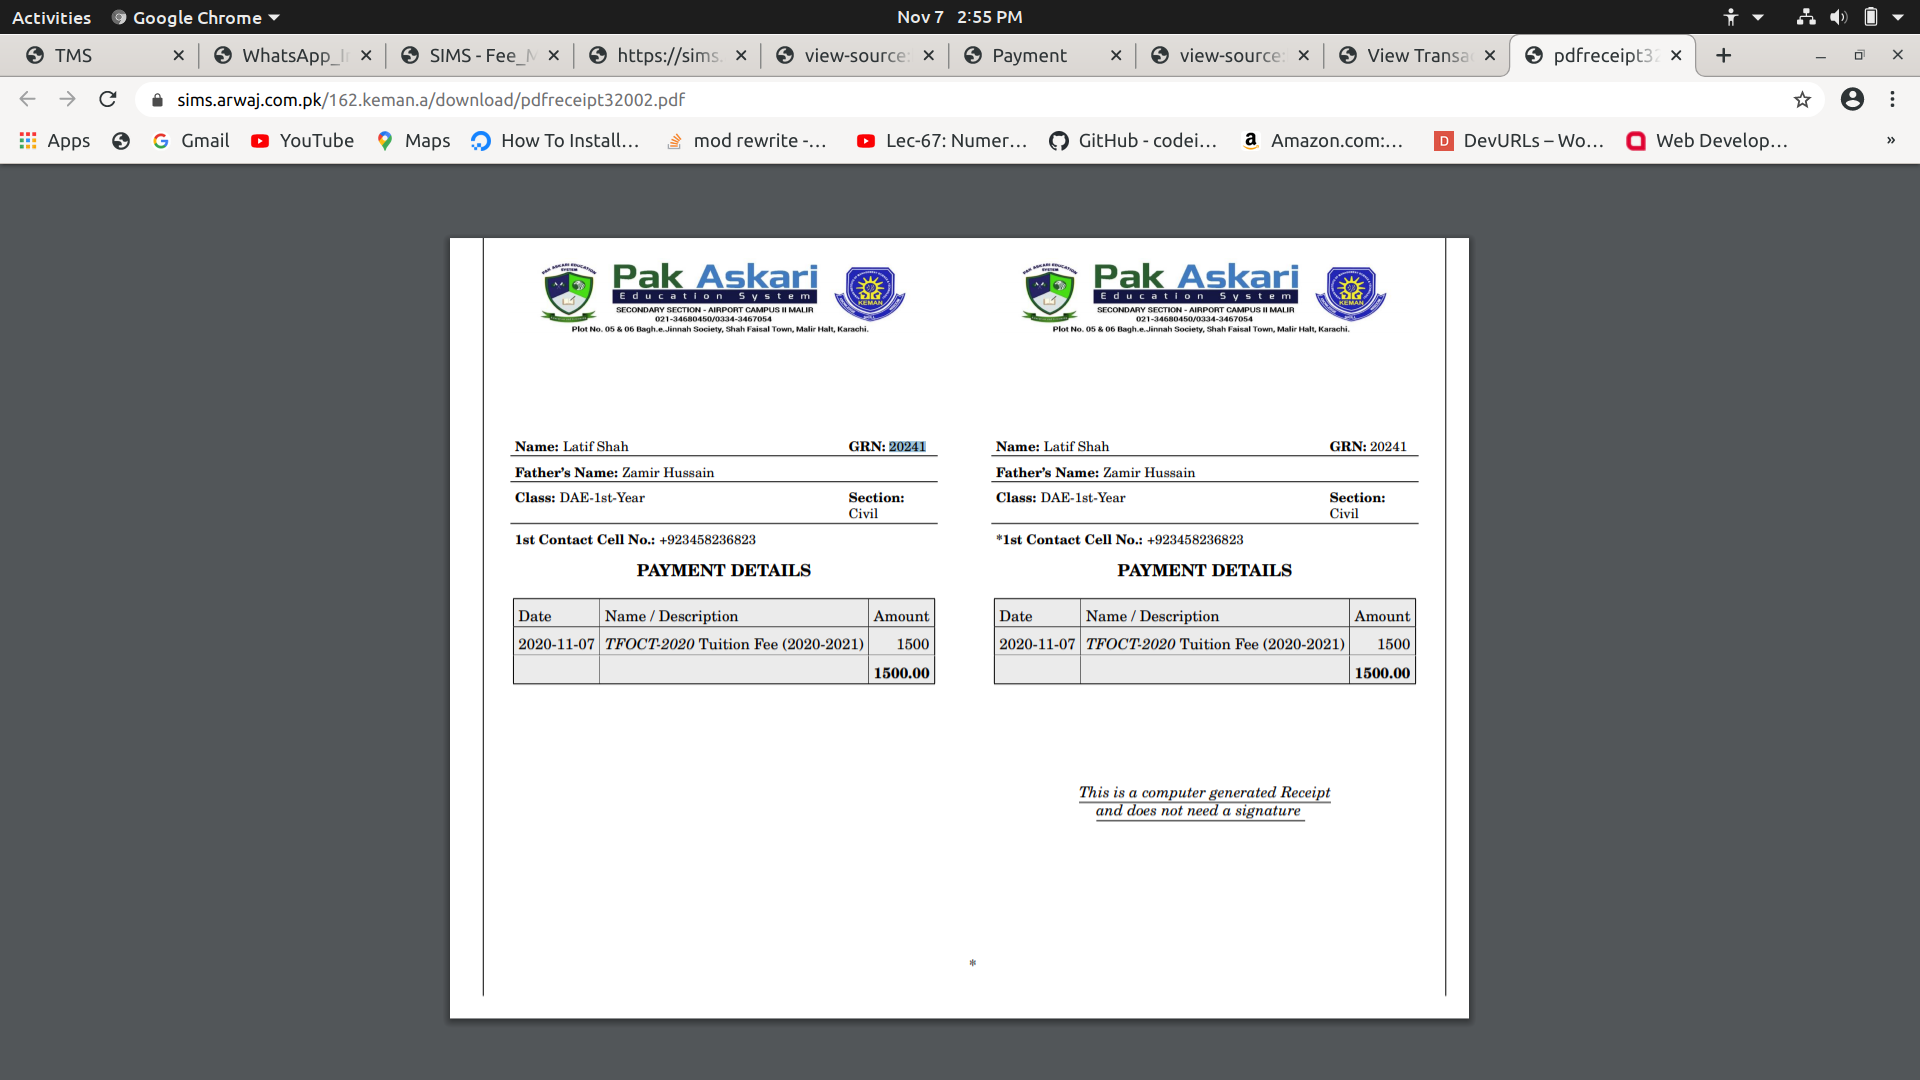 Activities Google Chrome Nov 7 2:55 PM
TMS WhatsApp_I SIMS - Fee_M https://sims. view-source: Payment view-source: View Transa pdfreceipt32
sims.arwaj.com.pk/162.keman.a/download/pdfreceipt32002.pdf
Apps Gmail YouTube Maps How To Install... mod rewrite -... Lec-67: Numer... GitHub - codei... Amazon.com:... DevURLs – Wo... Web Develop... »
Pak Askari
Education System
KEMAN
SECONDARY SECTION - AIRPORT CAMPUS II MALIR
021-34680450/0334-3467054
Plot No. 05 & 06 Bagh.e.Jinnah Society, Shah Faisal Town, Malir Halt, Karachi.
Name: Latif Shah GRN: 20241
Father's Name: Zamir Hussain
Class: DAE-1st-Year Section:
Civil
1st Contact Cell No.: +923458236823
PAYMENT DETAILS
Date Name / Description Amount
2020-11-07 TFOCT-2020 Tuition Fee (2020-2021) 1500
1500.00
Pak Askari
Education System
KEMAN
SECONDARY SECTION - AIRPORT CAMPUS II MALIR
021-34680450/0334-3467054
Plot No. 05 & 06 Bagh.e.Jinnah Society, Shah Faisal Town, Malir Halt, Karachi.
Name: Latif Shah GRN: 20241
Father's Name: Zamir Hussain
Class: DAE-1st-Year Section:
Civil
*1st Contact Cell No.: +923458236823
PAYMENT DETAILS
Date Name / Description Amount
2020-11-07 TFOCT-2020 Tuition Fee (2020-2021) 1500
1500.00
This is a computer generated Receipt
and does not need a signature
*